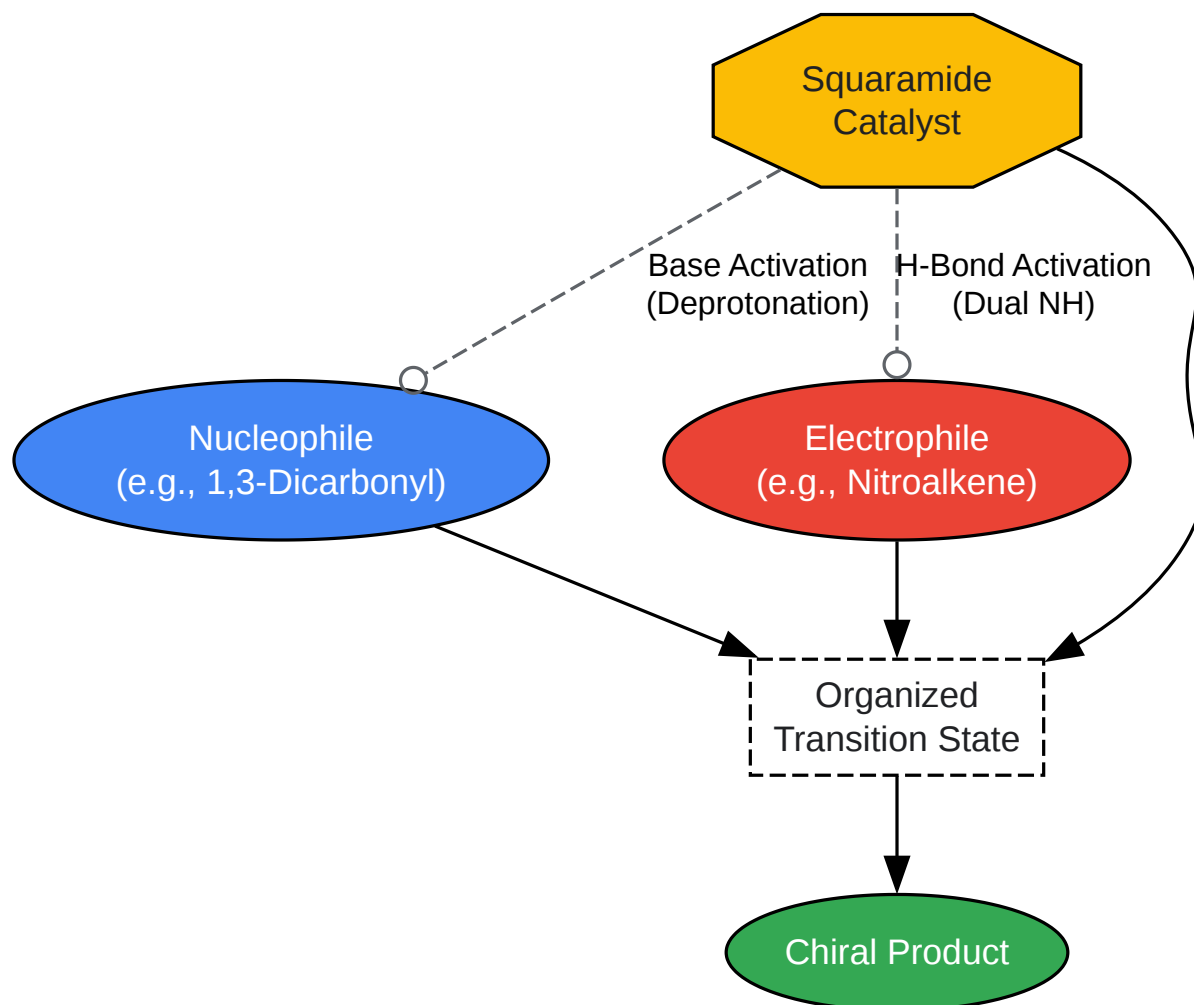 Squaramide
Catalyst
Base Activation
(Deprotonation)
H-Bond Activation
(Dual NH)
Nucleophile
(e.g., 1,3-Dicarbonyl)
Electrophile
(e.g., Nitroalkene)
Organized
Transition State
Chiral Product